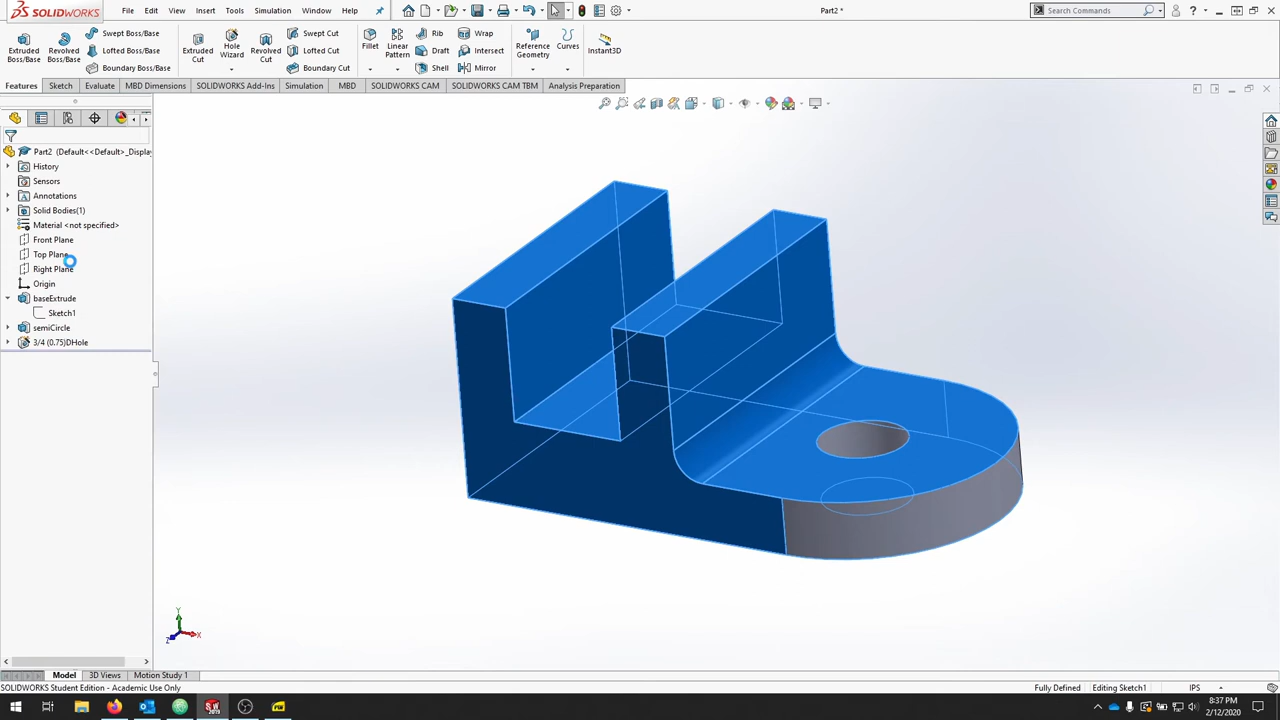 SOLIDWORKS File Edit View Insert Tools Simulation Window Help Part2 * Search Commands ?
Extruded Boss/Base Revolved Boss/Base Swept Boss/Base Lofted Boss/Base Boundary Boss/Base Extruded Cut Hole Wizard Revolved Cut Swept Cut Lofted Cut Boundary Cut Fillet Linear Pattern Rib Draft Shell Wrap Intersect Mirror Reference Geometry Curves Instant3D
Features Sketch Evaluate MBD Dimensions SOLIDWORKS Add-Ins Simulation MBD SOLIDWORKS CAM SOLIDWORKS CAM TBM Analysis Preparation
Part2 (Default<<Default>_Display
History
Sensors
Annotations
Solid Bodies(1)
Material <not specified>
Front Plane
Top Plane
Right Plane
Origin
baseExtrude
Sketch1
semiCircle
3/4 (0.75)DHole
Y
Z X
Model 3D Views Motion Study 1
SOLIDWORKS Student Edition - Academic Use Only Fully Defined Editing Sketch1 IPS
SW 2019 8:37 PM
2/12/2020